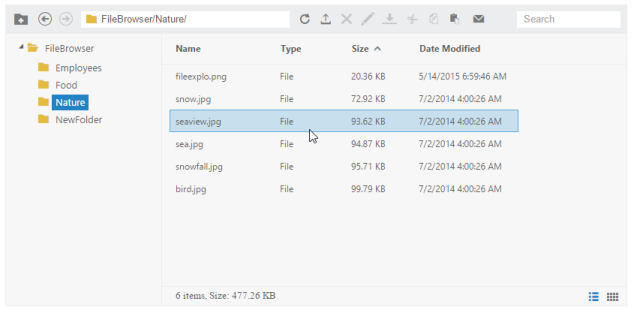 FileBrowser/Nature/
Search
FileBrowser
Employees
Food
Nature
NewFolder
Name Type Size Date Modified
fileexplo.png File 20.36 KB 5/14/2015 6:59:46 AM
snow.jpg File 72.92 KB 7/2/2014 4:00:26 AM
seaview.jpg File 93.62 KB 7/2/2014 4:00:26 AM
sea.jpg File 94.87 KB 7/2/2014 4:00:26 AM
snowfall.jpg File 95.71 KB 7/2/2014 4:00:26 AM
bird.jpg File 99.79 KB 7/2/2014 4:00:26 AM
6 items, Size: 477.26 KB